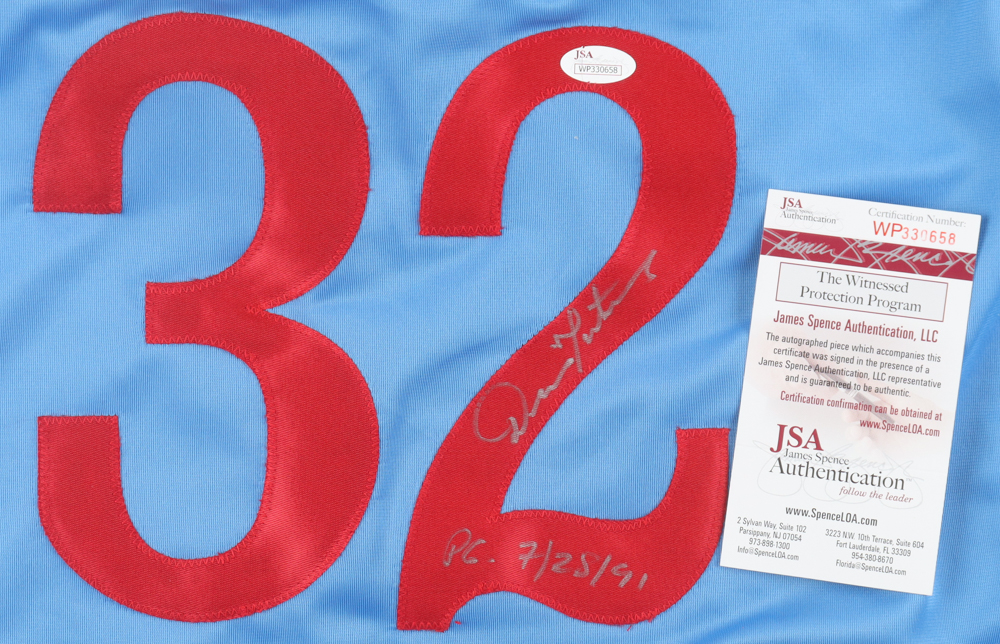 32
JSA
WP330658
Dennis Martinez
P.G. 7/28/91
JSA
James Spence
Authentication
Certification Number:
WP330658
James Spence
The Witnessed
Protection Program
James Spence Authentication, LLC
The autographed piece which accompanies this
certificate was signed in the presence of a
James Spence Authentication, LLC representative
and is guaranteed to be authentic.
Certification confirmation can be obtained at
www.SpenceLOA.com
JSA
James Spence
Authentication
follow the leader
www.SpenceLOA.com
2 Sylvan Way, Suite 102
Parsippany, NJ 07054
973-898-1300
Info@SpenceLOA.com
3223 N.W. 10th Terrace, Suite 604
Fort Lauderdale, FL 33309
954-380-8670
Florida@SpenceLOA.com